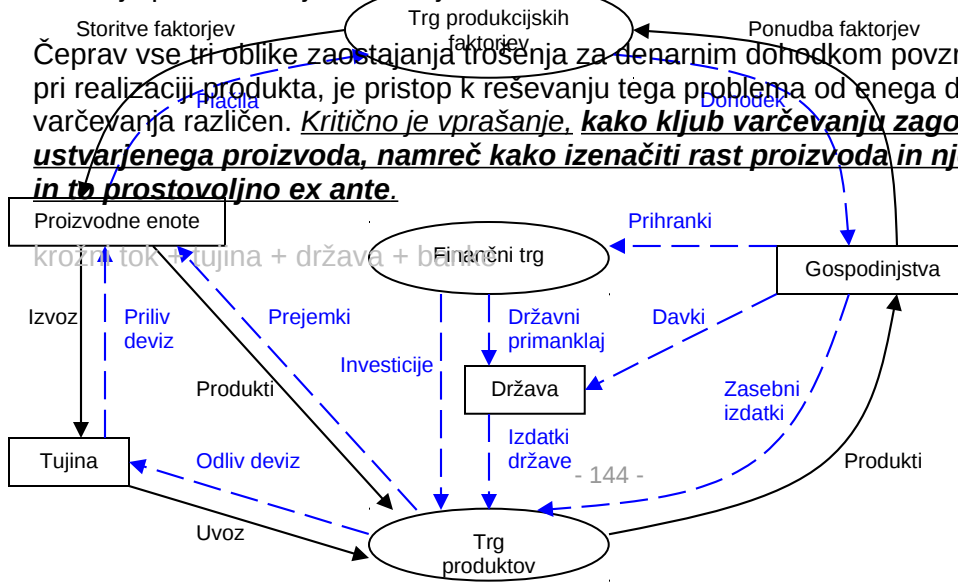 Trg produkcijskih
faktorjev
Storitve faktorjev
Ponudba faktorjev
Čeprav vse tri oblike zaostajanja trošenja za denarnim dohodkom
pri realizaciji produkta, je pristop k reševanju tega problema od enega
varčevanja različen. Kritično je vprašanje, kako kljub varčevanju
ustvarjenega proizvoda, namreč kako izenačiti rast proizvoda in
in to prostovoljno ex ante.
Plačila
Dohodek
Proizvodne enote
Prihranki
krožni tok + tujina + država + banke
Finančni trg
Gospodinjstva
Izvoz
Priliv
deviz
Prejemki
Državni
primanklaj
Davki
Investicije
Produkti
Država
Zasebni
izdatki
Tujina
Odliv deviz
Izdatki
države
Produkti
- 144 -
Uvoz
Trg
produktov